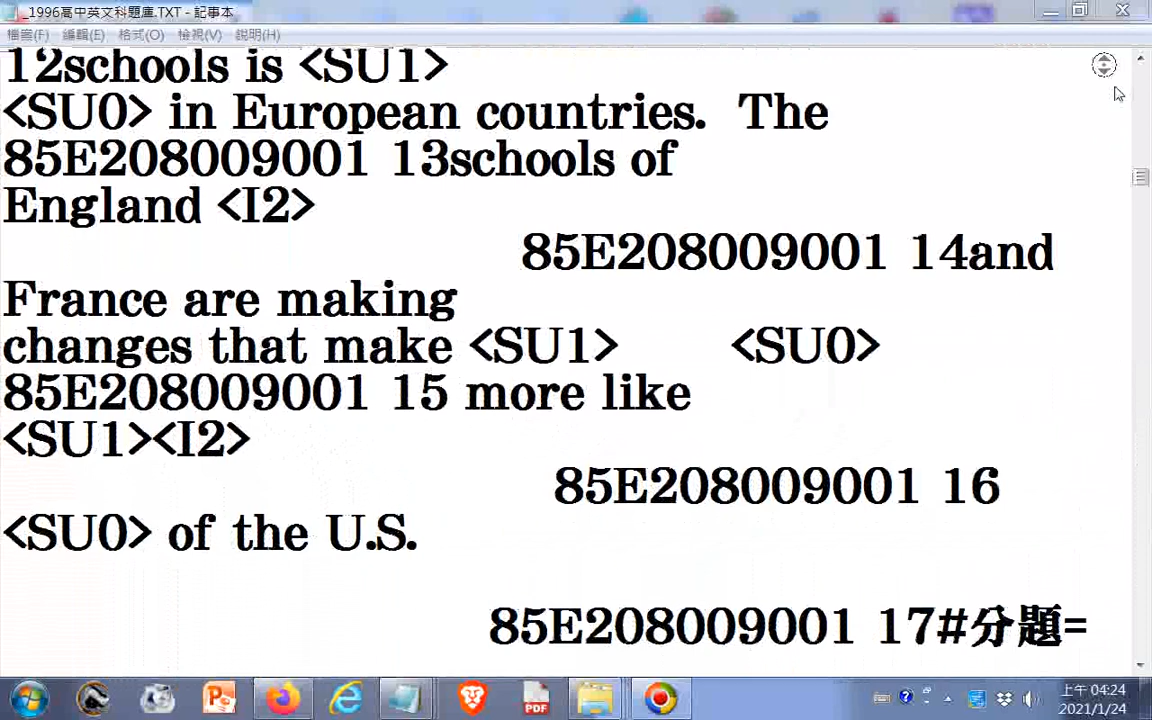 _1996高中英文科題庫.TXT - 記事本
檔案(F) 編輯(E) 格式(O) 檢視(V) 說明(H)
12schools is <SU1>
<SU0> in European countries.  The
85E208009001 13schools of
England <I2>
85E208009001 14and
France are making
changes that make <SU1>        <SU0>
85E208009001 15 more like
<SU1><I2>
85E208009001 16
<SU0> of the U.S.
85E208009001 17#分題=
PDF
上午 04:24
2021/1/24